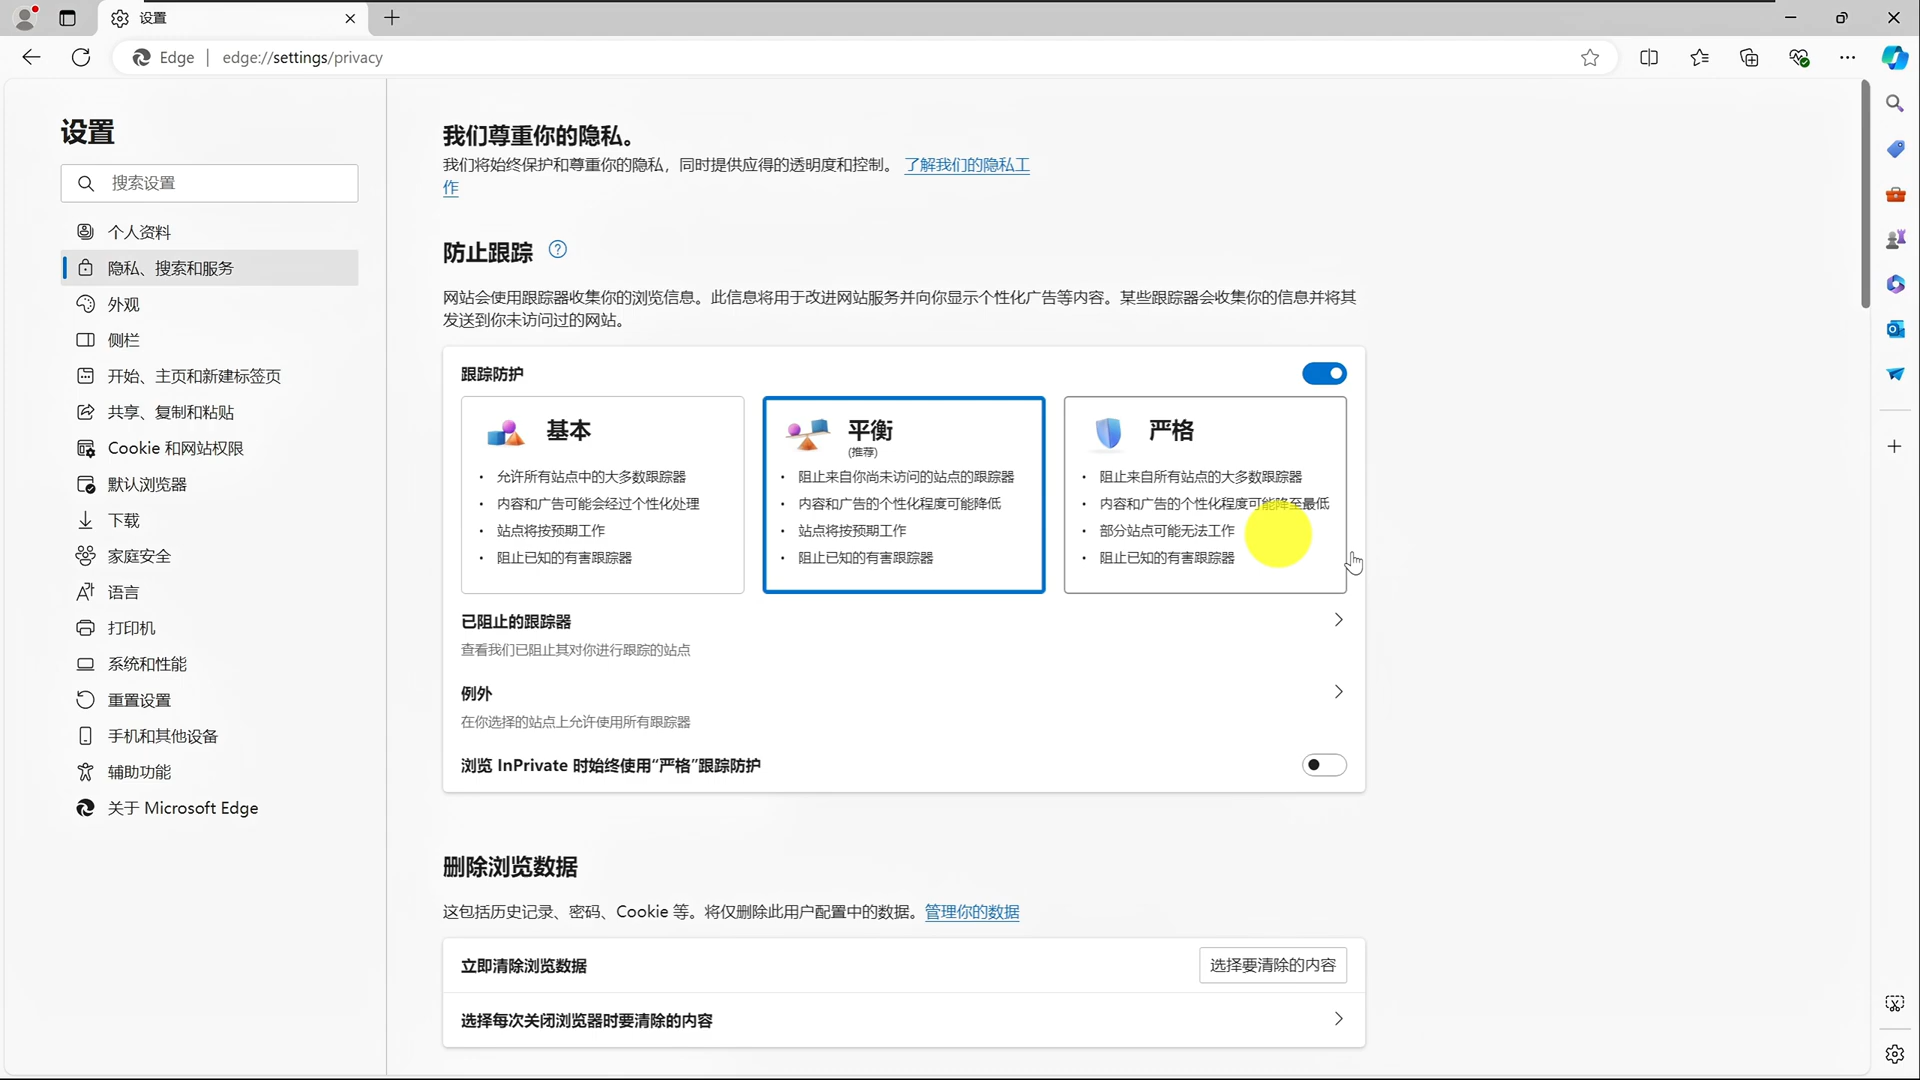 设置
Edge
edge://settings/privacy
设置
搜索设置
个人资料
隐私、搜索和服务
外观
侧栏
开始、主页和新建标签页
共享、复制和粘贴
Cookie 和网站权限
默认浏览器
下载
家庭安全
语言
打印机
系统和性能
重置设置
手机和其他设备
辅助功能
关于 Microsoft Edge
我们尊重你的隐私。
我们将始终保护和尊重你的隐私，同时提供应得的透明度和控制。 了解我们的隐私工
作
防止跟踪
网站会使用跟踪器收集你的浏览信息。此信息将用于改进网站服务并向你显示个性化广告等内容。某些跟踪器会收集你的信息并将其
发送到你未访问过的网站。
跟踪防护
基本
• 允许所有站点中的大多数跟踪器
• 内容和广告可能会经过个性化处理
• 站点将按预期工作
• 阻止已知的有害跟踪器
平衡
(推荐)
• 阻止来自你尚未访问的站点的跟踪器
• 内容和广告的个性化程度可能降低
• 站点将按预期工作
• 阻止已知的有害跟踪器
严格
• 阻止来自所有站点的大多数跟踪器
• 内容和广告的个性化程度可能降至最低
• 部分站点可能无法工作
• 阻止已知的有害跟踪器
已阻止的跟踪器
查看我们已阻止其对你进行跟踪的站点
例外
在你选择的站点上允许使用所有跟踪器
浏览 InPrivate 时始终使用“严格”跟踪防护
删除浏览数据
这包括历史记录、密码、Cookie 等。将仅删除此用户配置中的数据。管理你的数据
立即清除浏览数据
选择要清除的内容
选择每次关闭浏览器时要清除的内容